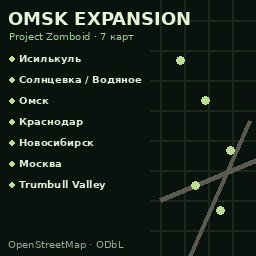 OMSK EXPANSION
Project Zomboid · 7 карт
Исилькуль
Солнцевка / Водяное
Омск
Краснодар
Новосибирск
Москва
Trumbull Valley
OpenStreetMap · ODbL